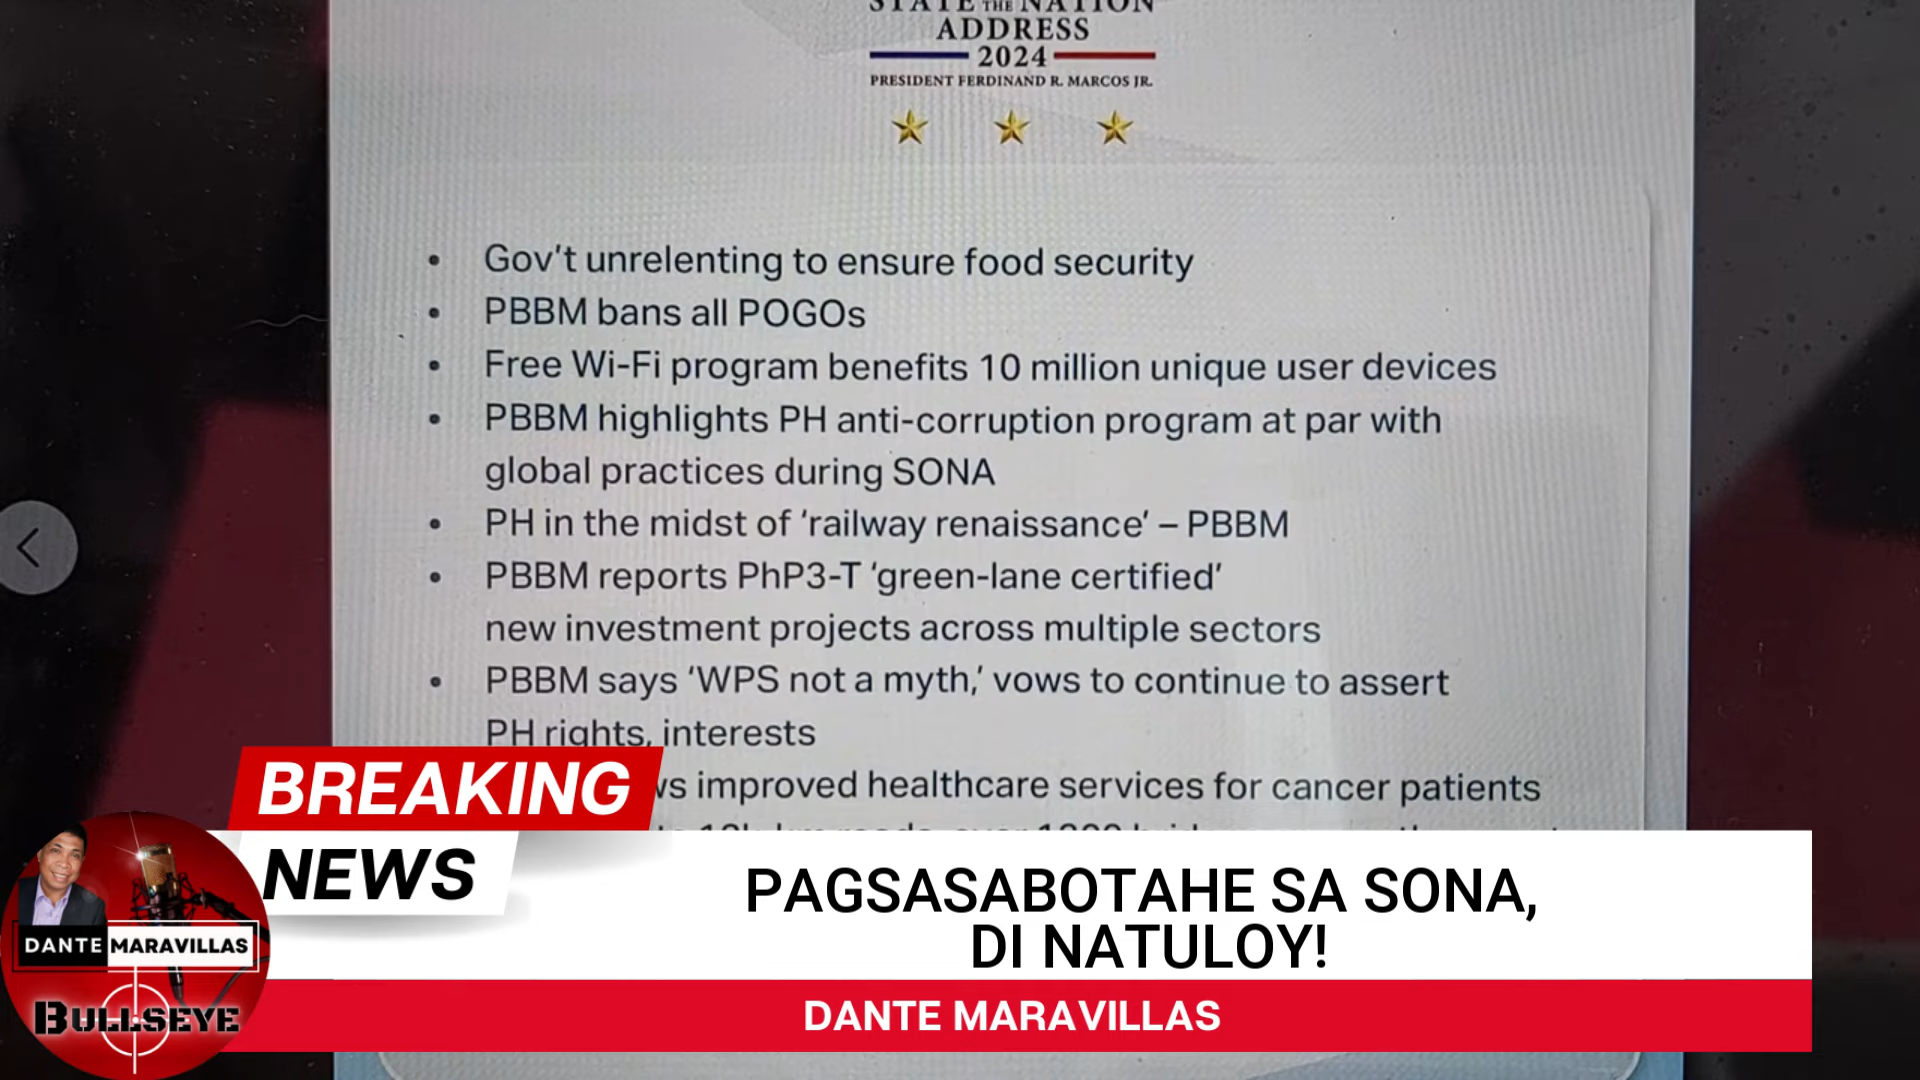 STATE OF THE NATION
ADDRESS
2024
PRESIDENT FERDINAND R. MARCOS JR.
• Gov't unrelenting to ensure food security
• PBBM bans all POGOs
• Free Wi-Fi program benefits 10 million unique user devices
• PBBM highlights PH anti-corruption program at par with
global practices during SONA
• PH in the midst of 'railway renaissance' – PBBM
• PBBM reports PhP3-T 'green-lane certified'
new investment projects across multiple sectors
• PBBM says 'WPS not a myth,' vows to continue to assert
PH rights, interests
improved healthcare services for cancer patients
BREAKING
NEWS
PAGSASABOTAHE SA SONA,
DI NATULOY!
DANTE MARAVILLAS
DANTE MARAVILLAS
BULLSEYE